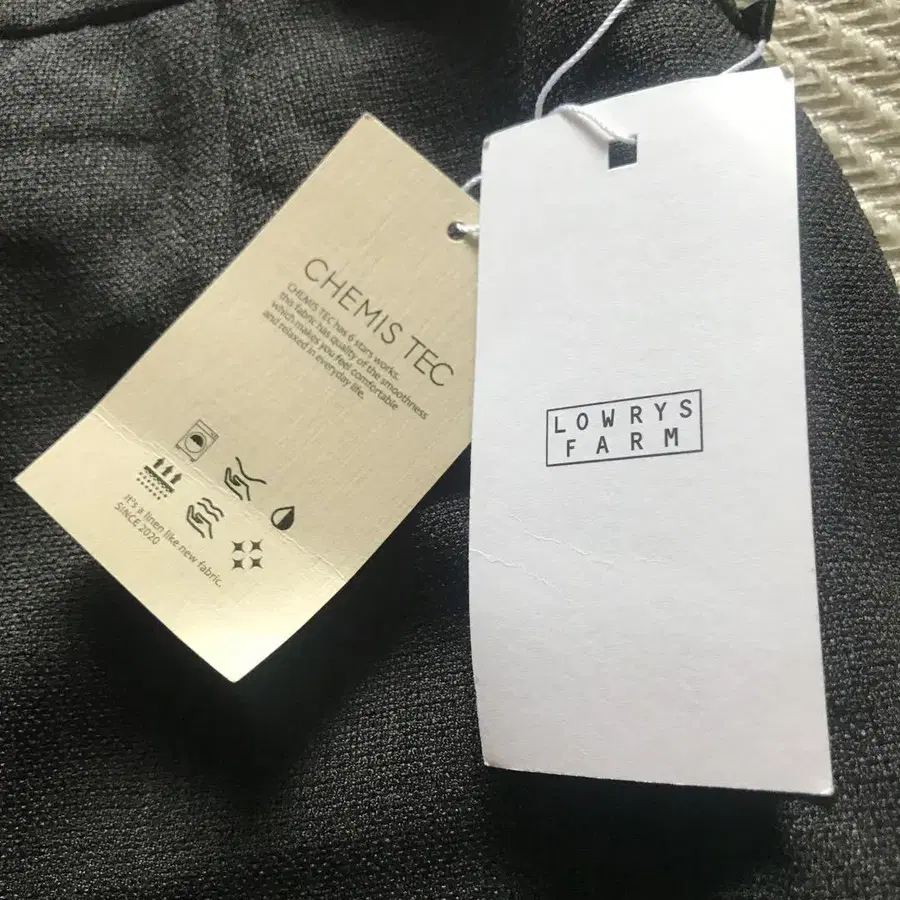 CHEMIS TEC
CHEMIS TEC has 6 stars works.
this fabric has quality of the smoothness
which makes you feel comfortable
and relaxed in everyday life.
it's a linen like new fabric.
SINCE 2020
LOWRYS
FARM